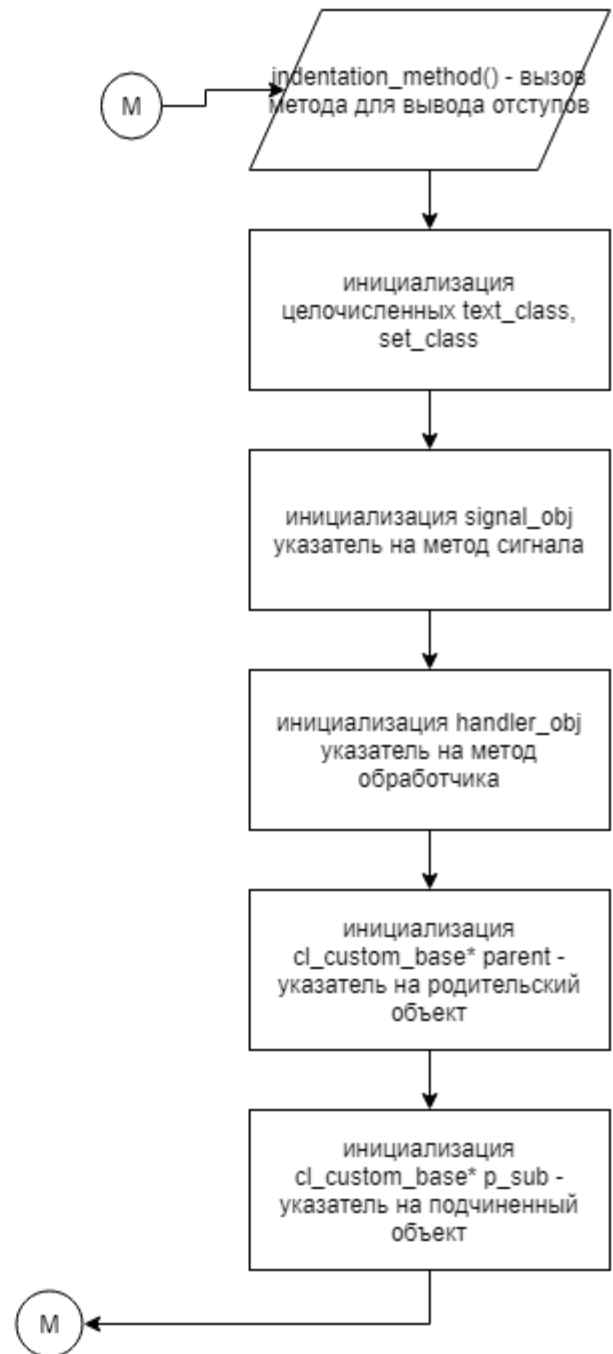 indentation_method() - вызов
М
метода для вывода отступов
инициализация
целочисленных text_class,
set_class
инициализация signal_obj
указатель на метод сигнала
инициализация handler_obj
указатель на метод
обработчика
инициализация
cl_custom_base* parent -
указатель на родительский
объект
инициализация
cl_custom_base* p_sub -
указатель на подчиненный
объект
М